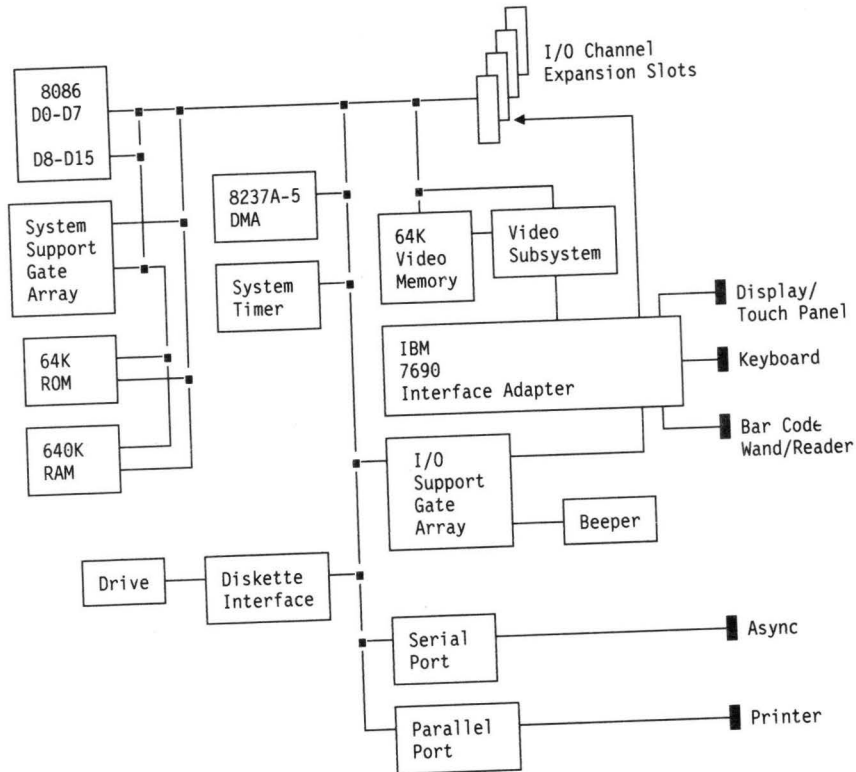 I/O Channel
Expansion Slots
8086
D0-D7
D8-D15
8237A-5
DMA
System
Support
Gate
Array
64K
Video
Memory
Video
Subsystem
System
Timer
Display/
Touch Panel
IBM
7690
Interface Adapter
Keyboard
64K
ROM
Bar Code
Wand/Reader
640K
RAM
I/O
Support
Gate
Array
Beeper
Drive
Diskette
Interface
Serial
Port
Async
Parallel
Port
Printer